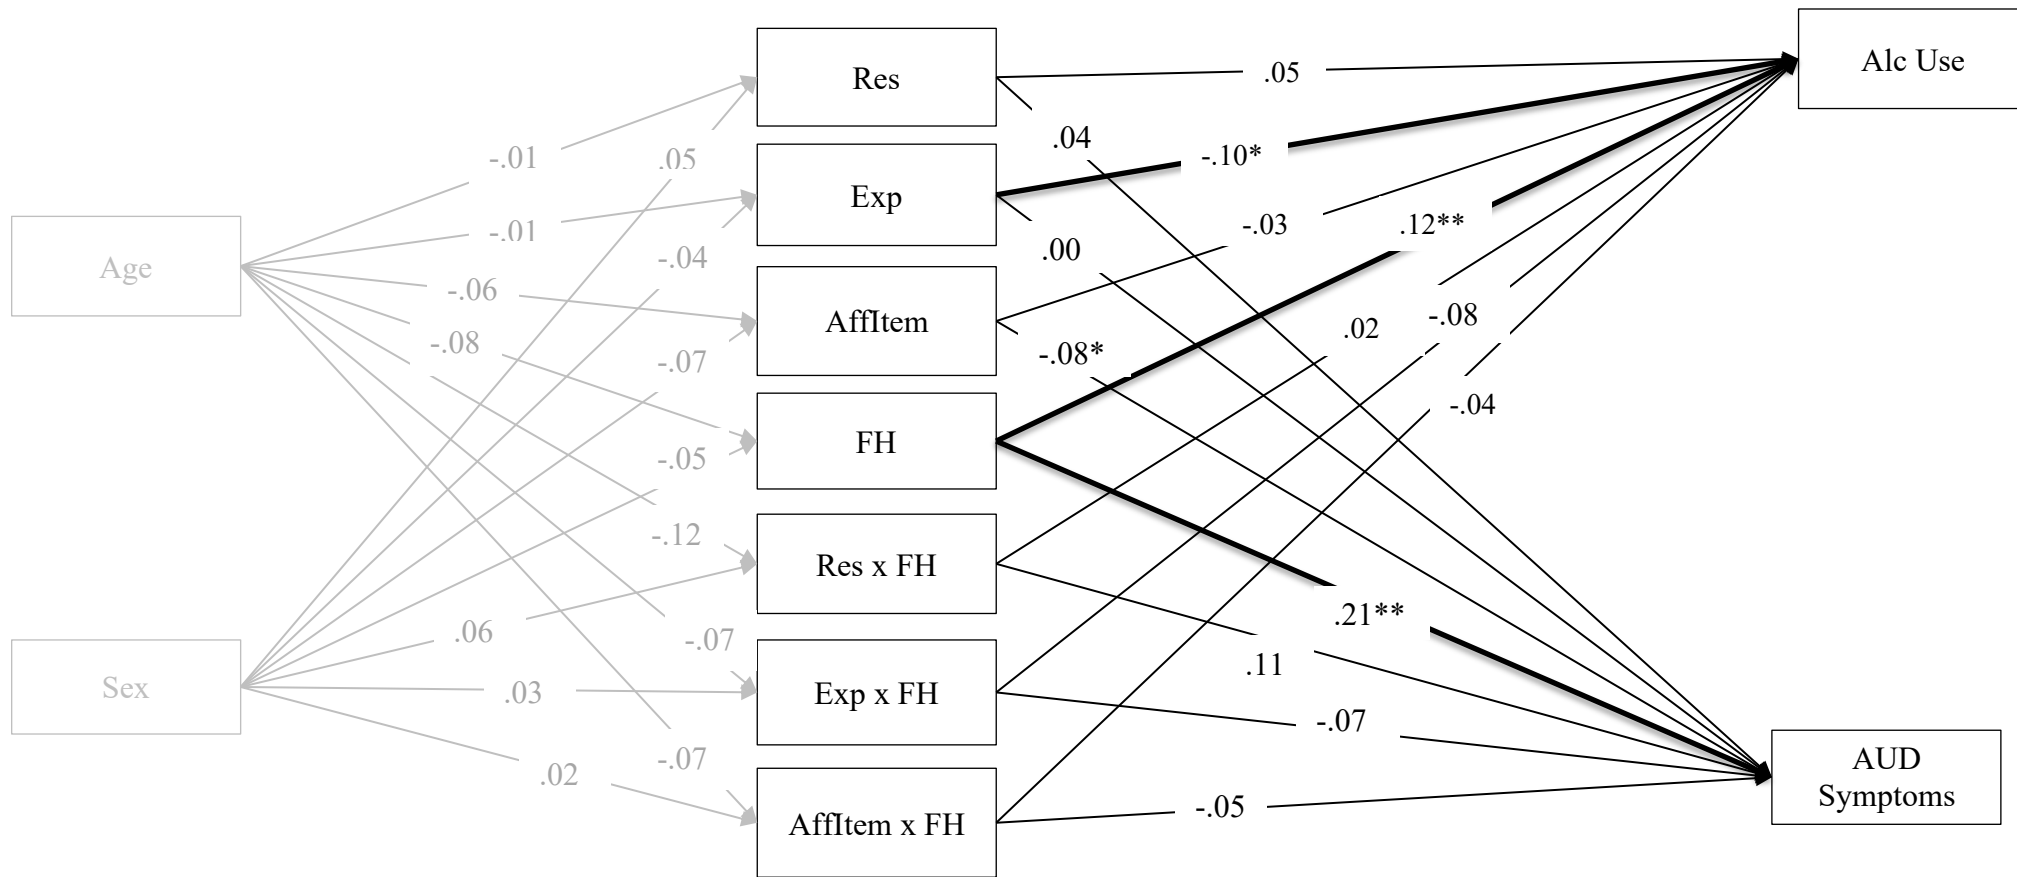 Alc Use
Res
.05
.04
-.01
.05
-.10*
Exp
-.03
.12**
-.01
-.04
.00
Age
-.06
AffItem
.02
-.08
-.08
-.07
-.08*
-.04
FH
-.05
-.12
Res x FH
.21**
.06
-.07
.11
Sex
.03
Exp x FH
-.07
-.07
.02
AUD
Symptoms
-.05
AffItem x FH